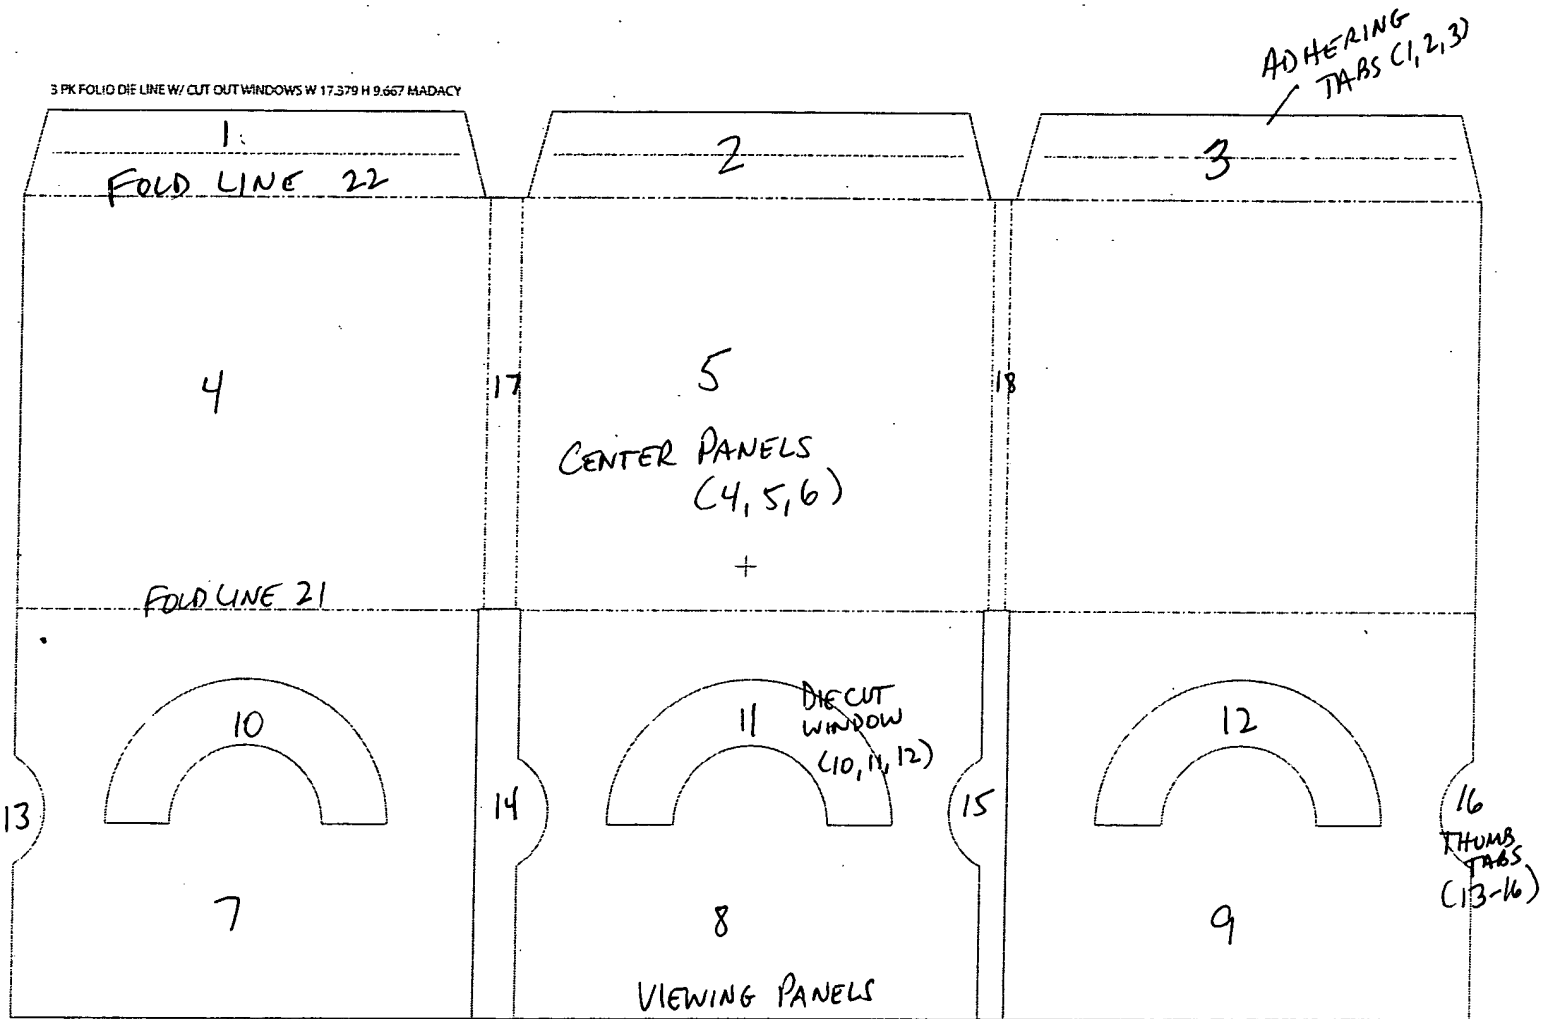 3 PK FOLIO DIE LINE W/ CUT OUT WINDOWS W 17.379 H 9.667 MADACY
ADHERING
TABS (1,2,3)
1
2
3
FOLD LINE 22
4
17
5
18
CENTER PANELS
(4,5,6)
FOLD LINE 21
10
11
DIE CUT
WINDOW
(10,11,12)
12
13
14
15
16
THUMB
TABS
(13-16)
7
8
9
VIEWING PANELS